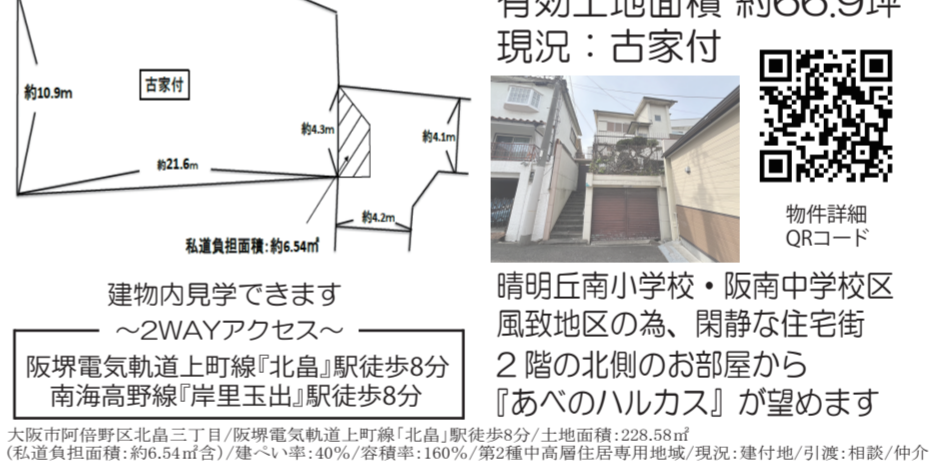 有効土地面積 約66.9坪
現況：古家付
約10.9m
古家付
約4.3m
約4.1m
約21.6m
約4.2m
私道負担面積：約6.54㎡
物件詳細
QRコード
建物内見学できます
～2WAYアクセス～
阪堺電気軌道上町線『北畠』駅徒歩8分
南海高野線『岸里玉出』駅徒歩8分
晴明丘南小学校・阪南中学校区
風致地区の為、閑静な住宅街
２階の北側のお部屋から
『あべのハルカス』が望めます
大阪市阿倍野区北畠三丁目/阪堺電気軌道上町線「北畠」駅徒歩8分/土地面積:228.58㎡
(私道負担面積:約6.54㎡含)/建ぺい率:40%/容積率:160%/第2種中高層住居専用地域/現況:建付地/引渡:相談/仲介